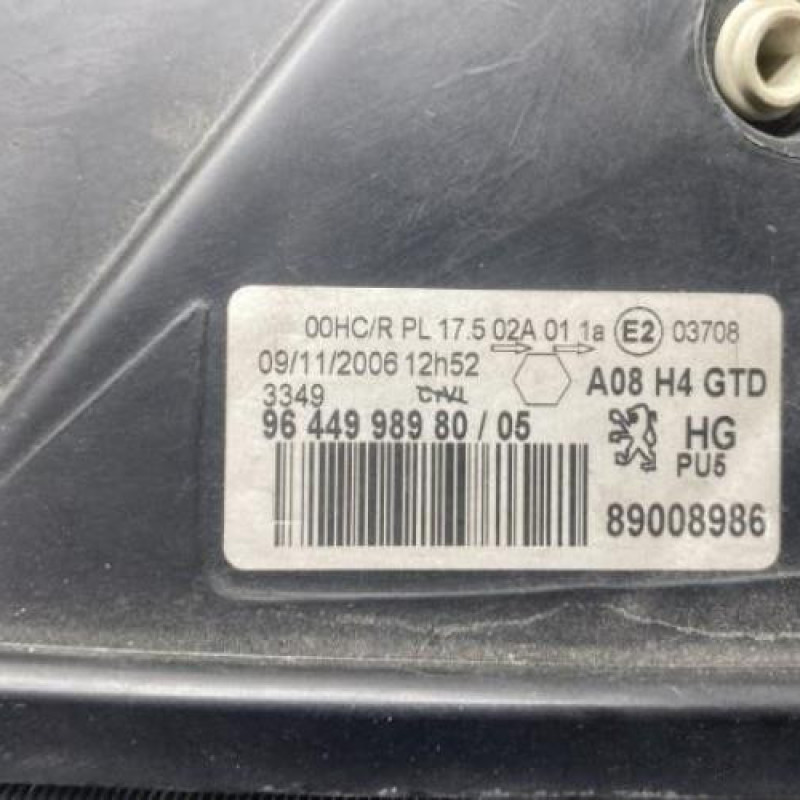 00HC/R PL 17.5 02A 01 1a E2 03708
09/11/2006 12h52
3349
A08 H4 GTD
96 449 989 80 / 05
HG
PU5
89008986